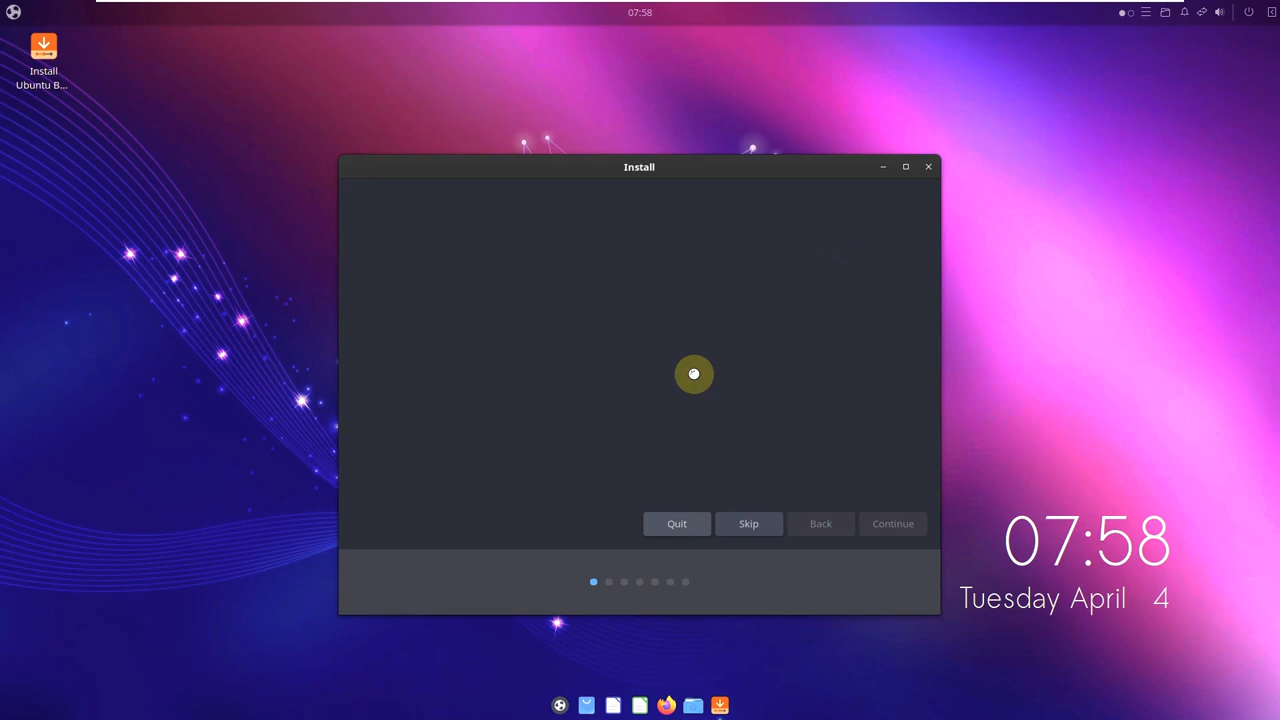 07:58
Install
Ubuntu B...
Install
Quit
Skip
Back
Continue
07:58
Tuesday April 4